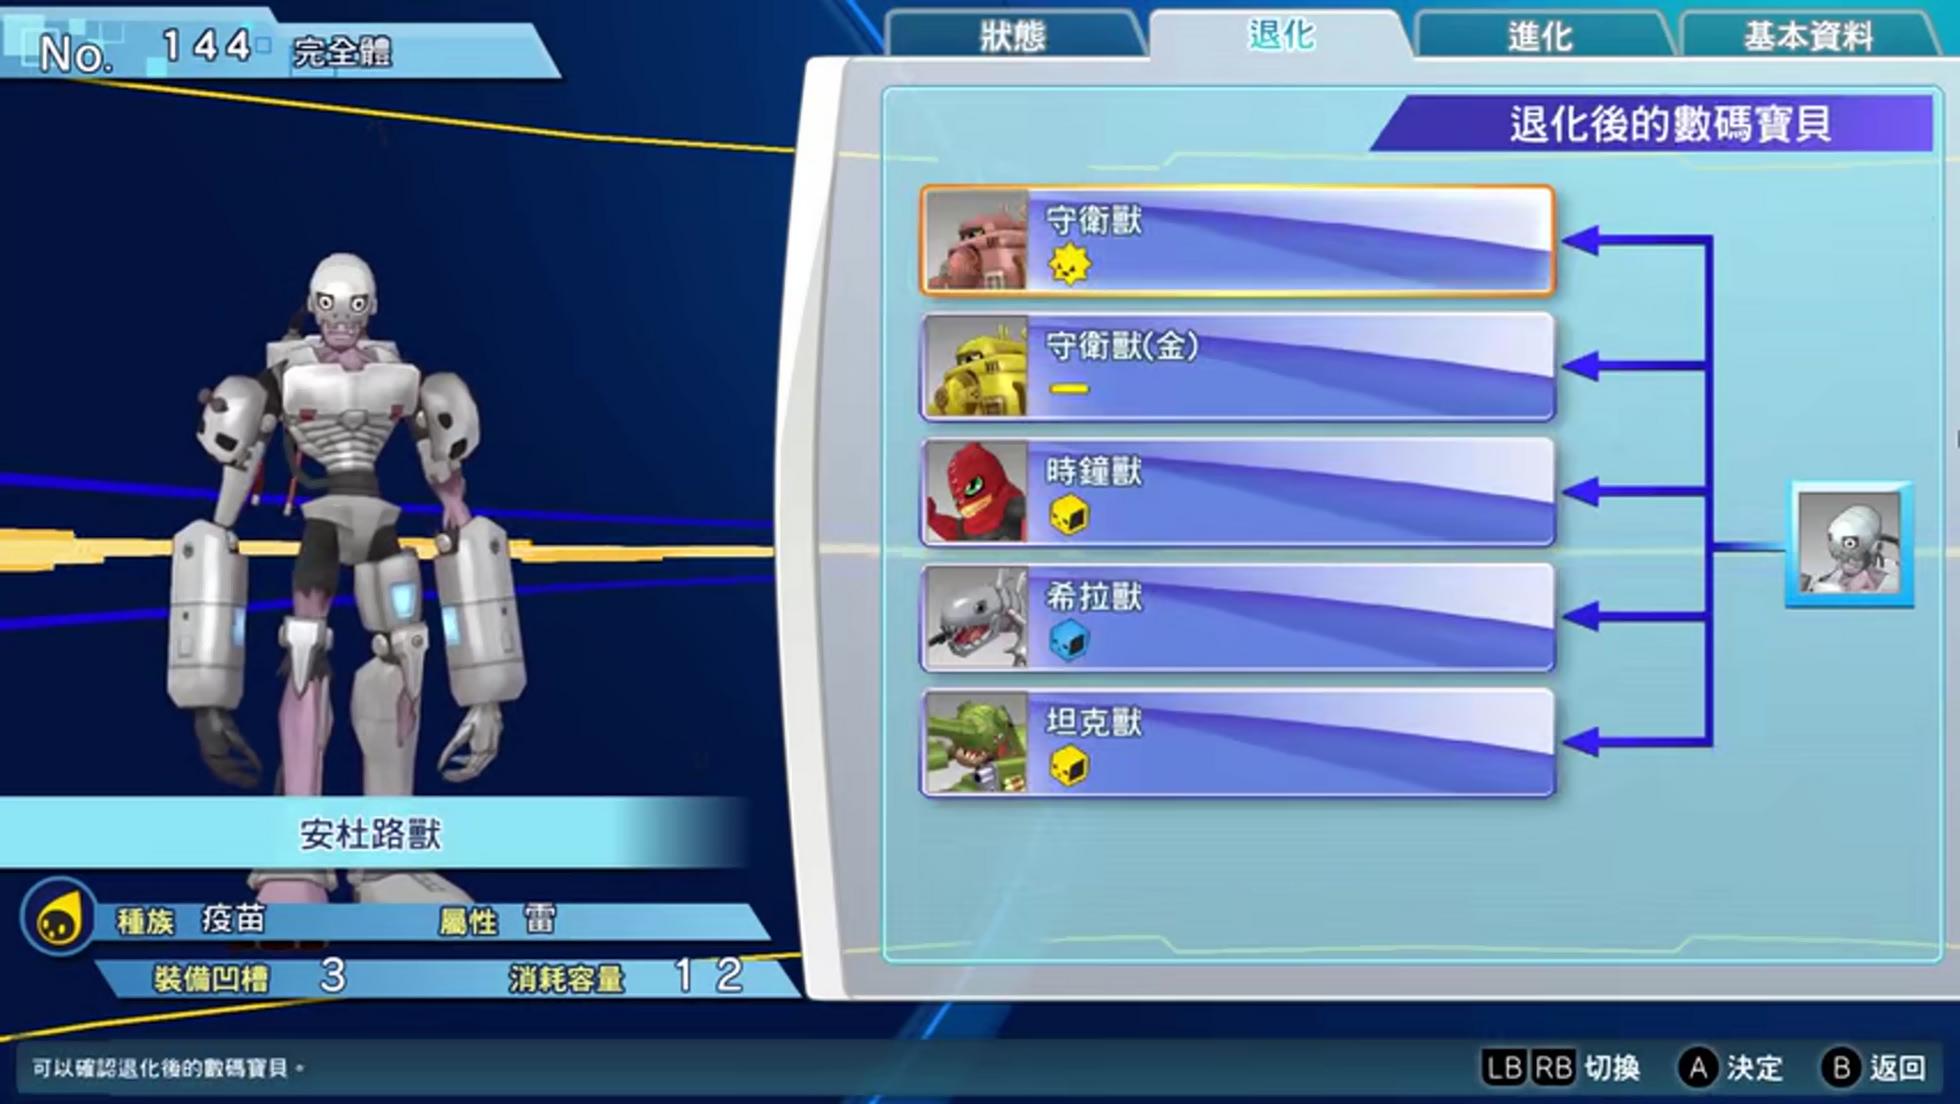 No. 144 完全體
狀態 退化 進化 基本資料
退化後的數碼寶貝
守衛獸
守衛獸(金)
時鐘獸
希拉獸
坦克獸
安杜路獸
種族 疫苗 屬性 雷
裝備凹槽 3 消耗容量 12
可以確認退化後的數碼寶貝。
LB RB 切換 A 決定 B 返回